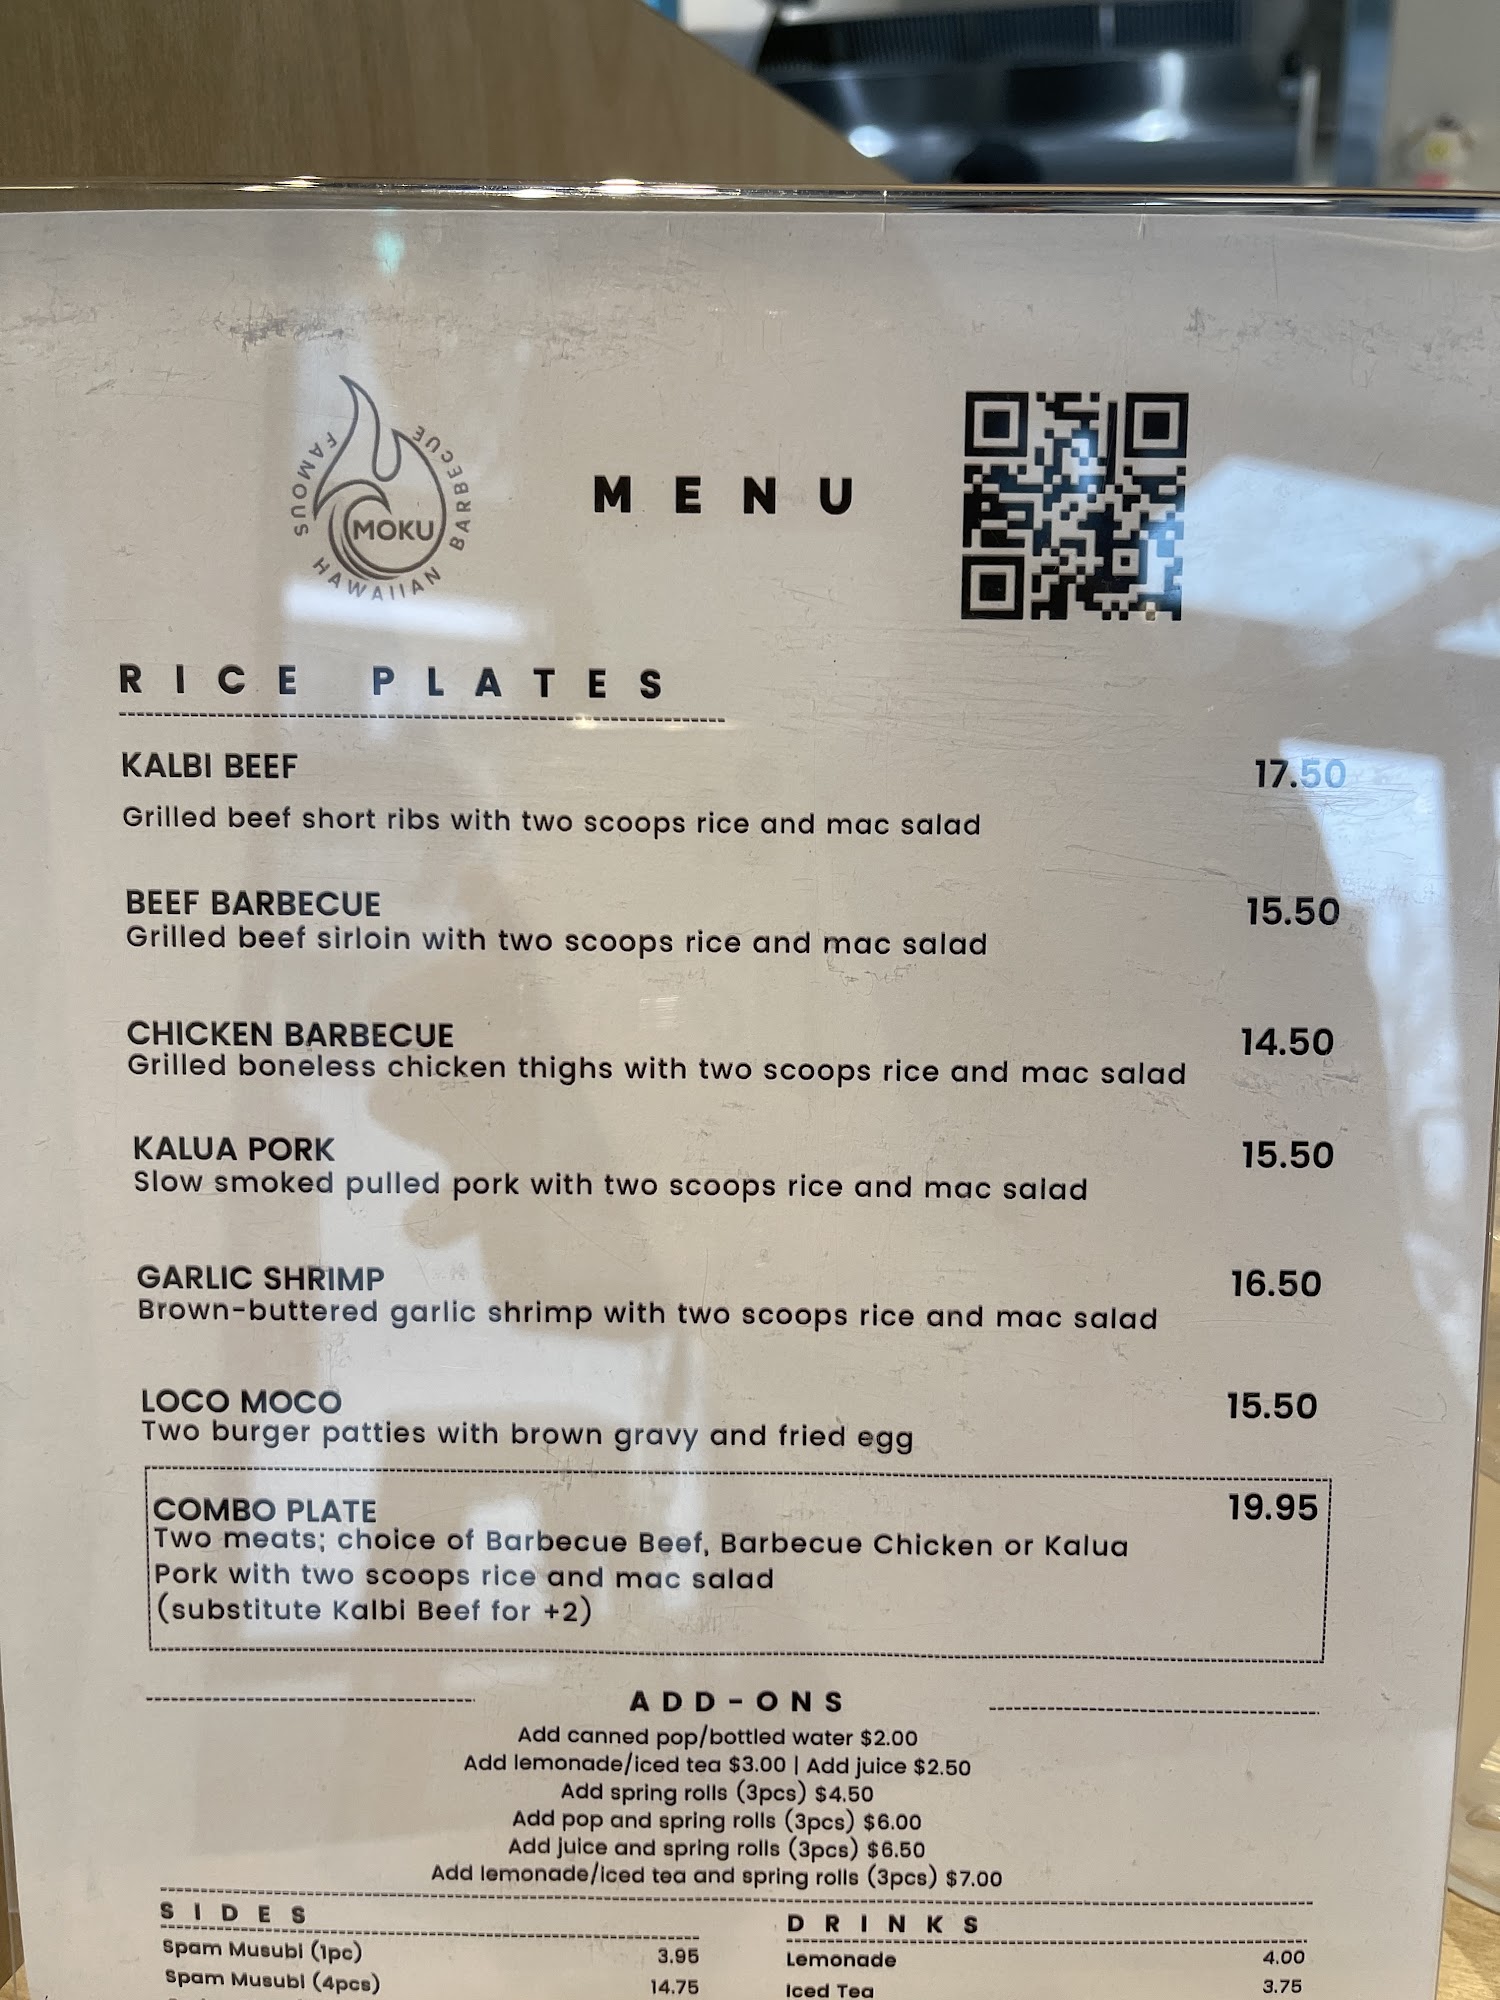 FAMOUS HAWAIIAN BARBECUE
MOKU
MENU
RICE PLATES
KALBI BEEF 17.50
Grilled beef short ribs with two scoops rice and mac salad
BEEF BARBECUE 15.50
Grilled beef sirloin with two scoops rice and mac salad
CHICKEN BARBECUE 14.50
Grilled boneless chicken thighs with two scoops rice and mac salad
KALUA PORK 15.50
Slow smoked pulled pork with two scoops rice and mac salad
GARLIC SHRIMP 16.50
Brown-buttered garlic shrimp with two scoops rice and mac salad
LOCO MOCO 15.50
Two burger patties with brown gravy and fried egg
COMBO PLATE 19.95
Two meats; choice of Barbecue Beef, Barbecue Chicken or Kalua
Pork with two scoops rice and mac salad
(substitute Kalbi Beef for +2)
ADD-ONS
Add canned pop/bottled water $2.00
Add lemonade/iced tea $3.00 | Add juice $2.50
Add spring rolls (3pcs) $4.50
Add pop and spring rolls (3pcs) $6.00
Add juice and spring rolls (3pcs) $6.50
Add lemonade/iced tea and spring rolls (3pcs) $7.00
SIDES
Spam Musubi (1pc) 3.95
Spam Musubi (4pcs) 14.75
DRINKS
Lemonade 4.00
Iced Tea 3.75